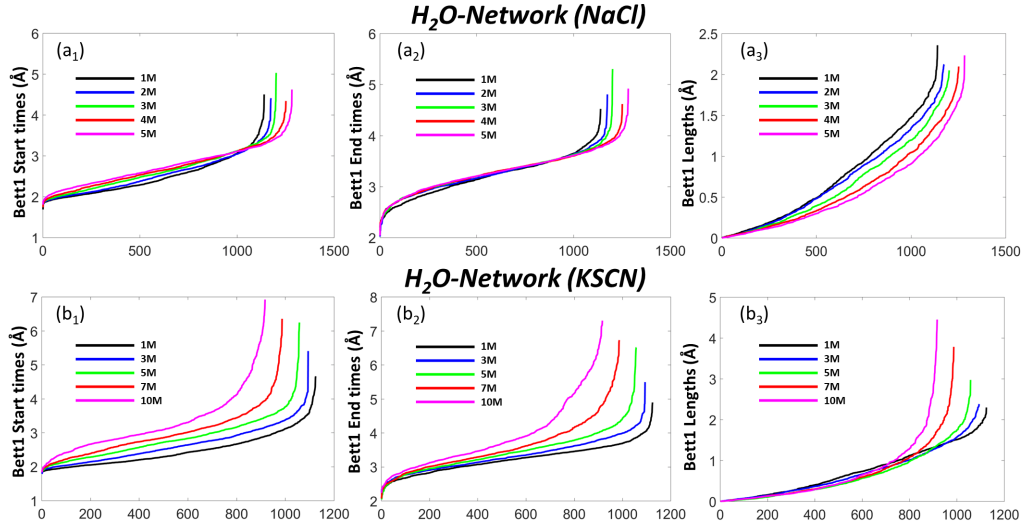 H2O-Network (NaCl)
(a1)
1M
2M
3M
4M
5M
Bett1 Start times (Å)
6
5
4
3
2
1
0
500
1000
1500
(a2)
1M
2M
3M
4M
5M
Bett1 End times (Å)
6
5
4
3
2
0
500
1000
1500
(a3)
1M
2M
3M
4M
5M
Bett1 Lengths (Å)
2.5
2
1.5
1
0.5
0
0
500
1000
1500
H2O-Network (KSCN)
(b1)
1M
3M
5M
7M
10M
Bett1 Start times (Å)
7
6
5
4
3
2
1
0
200
400
600
800
1000
1200
(b2)
1M
3M
5M
7M
10M
Bett1 End times (Å)
8
7
6
5
4
3
2
0
200
400
600
800
1000
1200
(b3)
1M
3M
5M
7M
10M
Bett1 Lengths (Å)
5
4
3
2
1
0
0
200
400
600
800
1000
1200